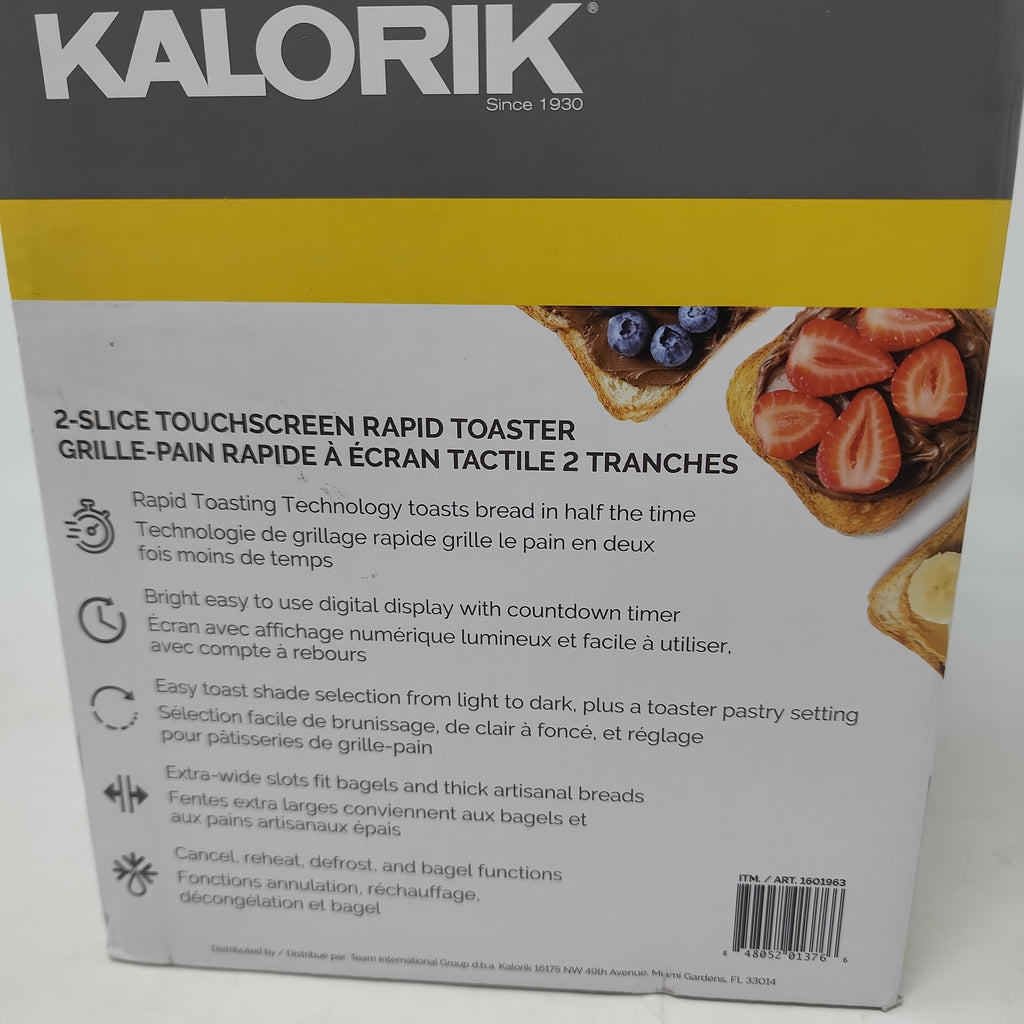 KALORIK®
Since 1930
2-SLICE TOUCHSCREEN RAPID TOASTER
GRILLE-PAIN RAPIDE À ÉCRAN TACTILE 2 TRANCHES
Rapid Toasting Technology toasts bread in half the time
Technologie de grillage rapide grille le pain en deux
fois moins de temps
Bright easy to use digital display with countdown timer
Écran avec affichage numérique lumineux et facile à utiliser,
avec compte à rebours
Easy toast shade selection from light to dark, plus a toaster pastry setting
Sélection facile de brunissage, de clair à foncé, et réglage
pour pâtisseries de grille-pain
Extra-wide slots fit bagels and thick artisanal breads
Fentes extra larges conviennent aux bagels et
aux pains artisanaux épais
Cancel, reheat, defrost, and bagel functions
Fonctions annulation, réchauffage,
décongélation et bagel
ITM. / ART. 1601963
8 48052 01376 6
Distributed by / Distribué par Team International Group d.b.a. Kalorik 16175 NW 49th Avenue, Miami Gardens, FL 33014